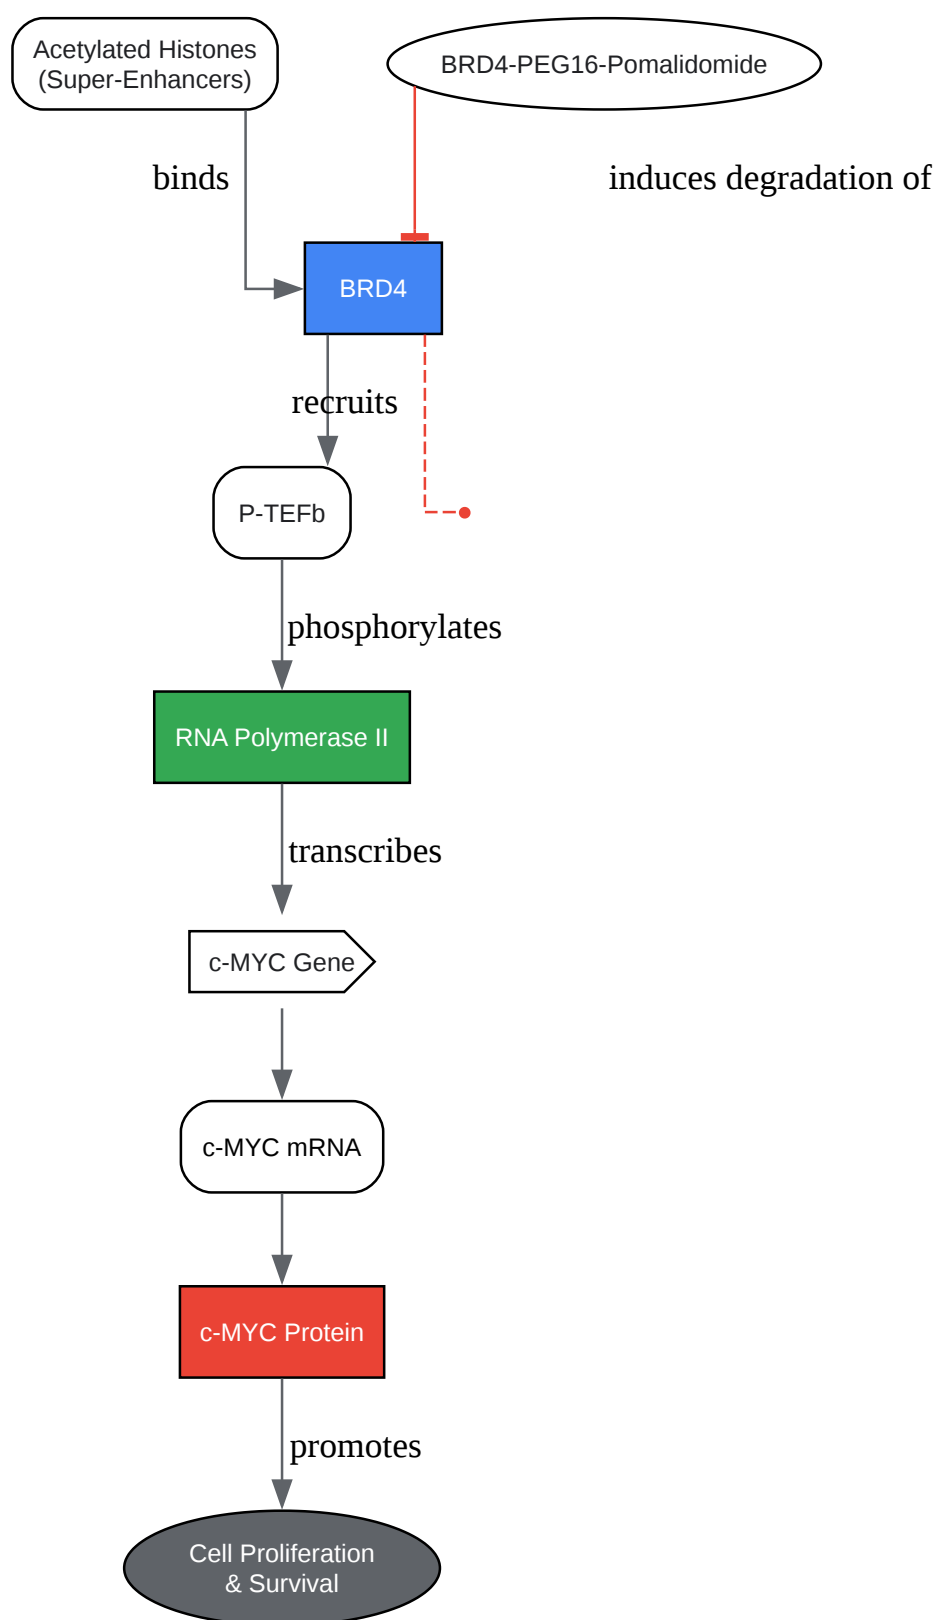 Acetylated Histones
(Super-Enhancers)
BRD4-PEG16-Pomalidomide
binds
induces degradation of
BRD4
recruits
P-TEFb
phosphorylates
RNA Polymerase II
transcribes
c-MYC Gene
c-MYC mRNA
c-MYC Protein
promotes
Cell Proliferation
& Survival